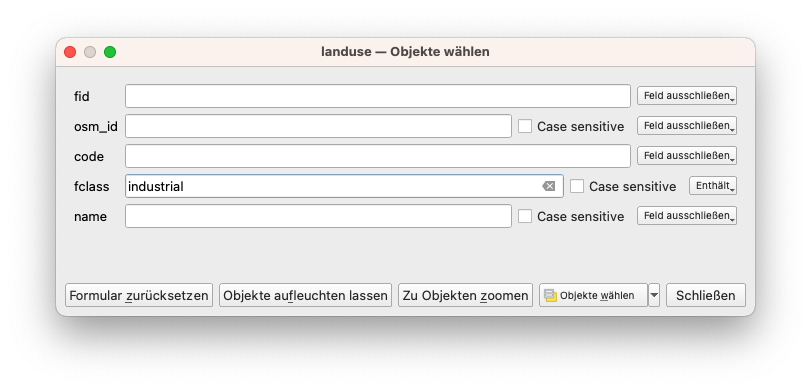 landuse — Objekte wählen
fid Feld ausschließen
osm_id Case sensitive Feld ausschließen
code Feld ausschließen
fclass industrial Case sensitive Enthält
name Case sensitive Feld ausschließen
Formular zurücksetzen Objekte aufleuchten lassen Zu Objekten zoomen Objekte wählen Schließen